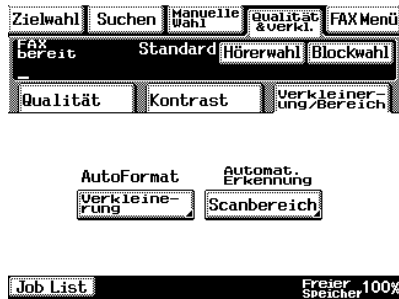 Zielwahl Suchen Manuelle Wahl Qualität &Verkl. FAX Menü
FAX bereit Standard Hörerwahl Blockwahl
Qualität Kontrast Verkleiner-
ung/Bereich
AutoFormat Automat.
Erkennung
Verkleine-
rung
Scanbereich
Job List Freier
Speicher 100%